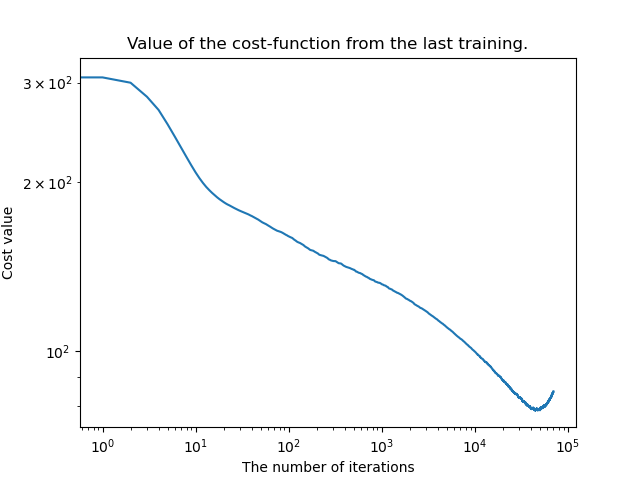 Value of the cost-function from the last training.
3 × 10²
2 × 10²
10²
Cost value
10⁰ 10¹ 10² 10³ 10⁴ 10⁵
The number of iterations